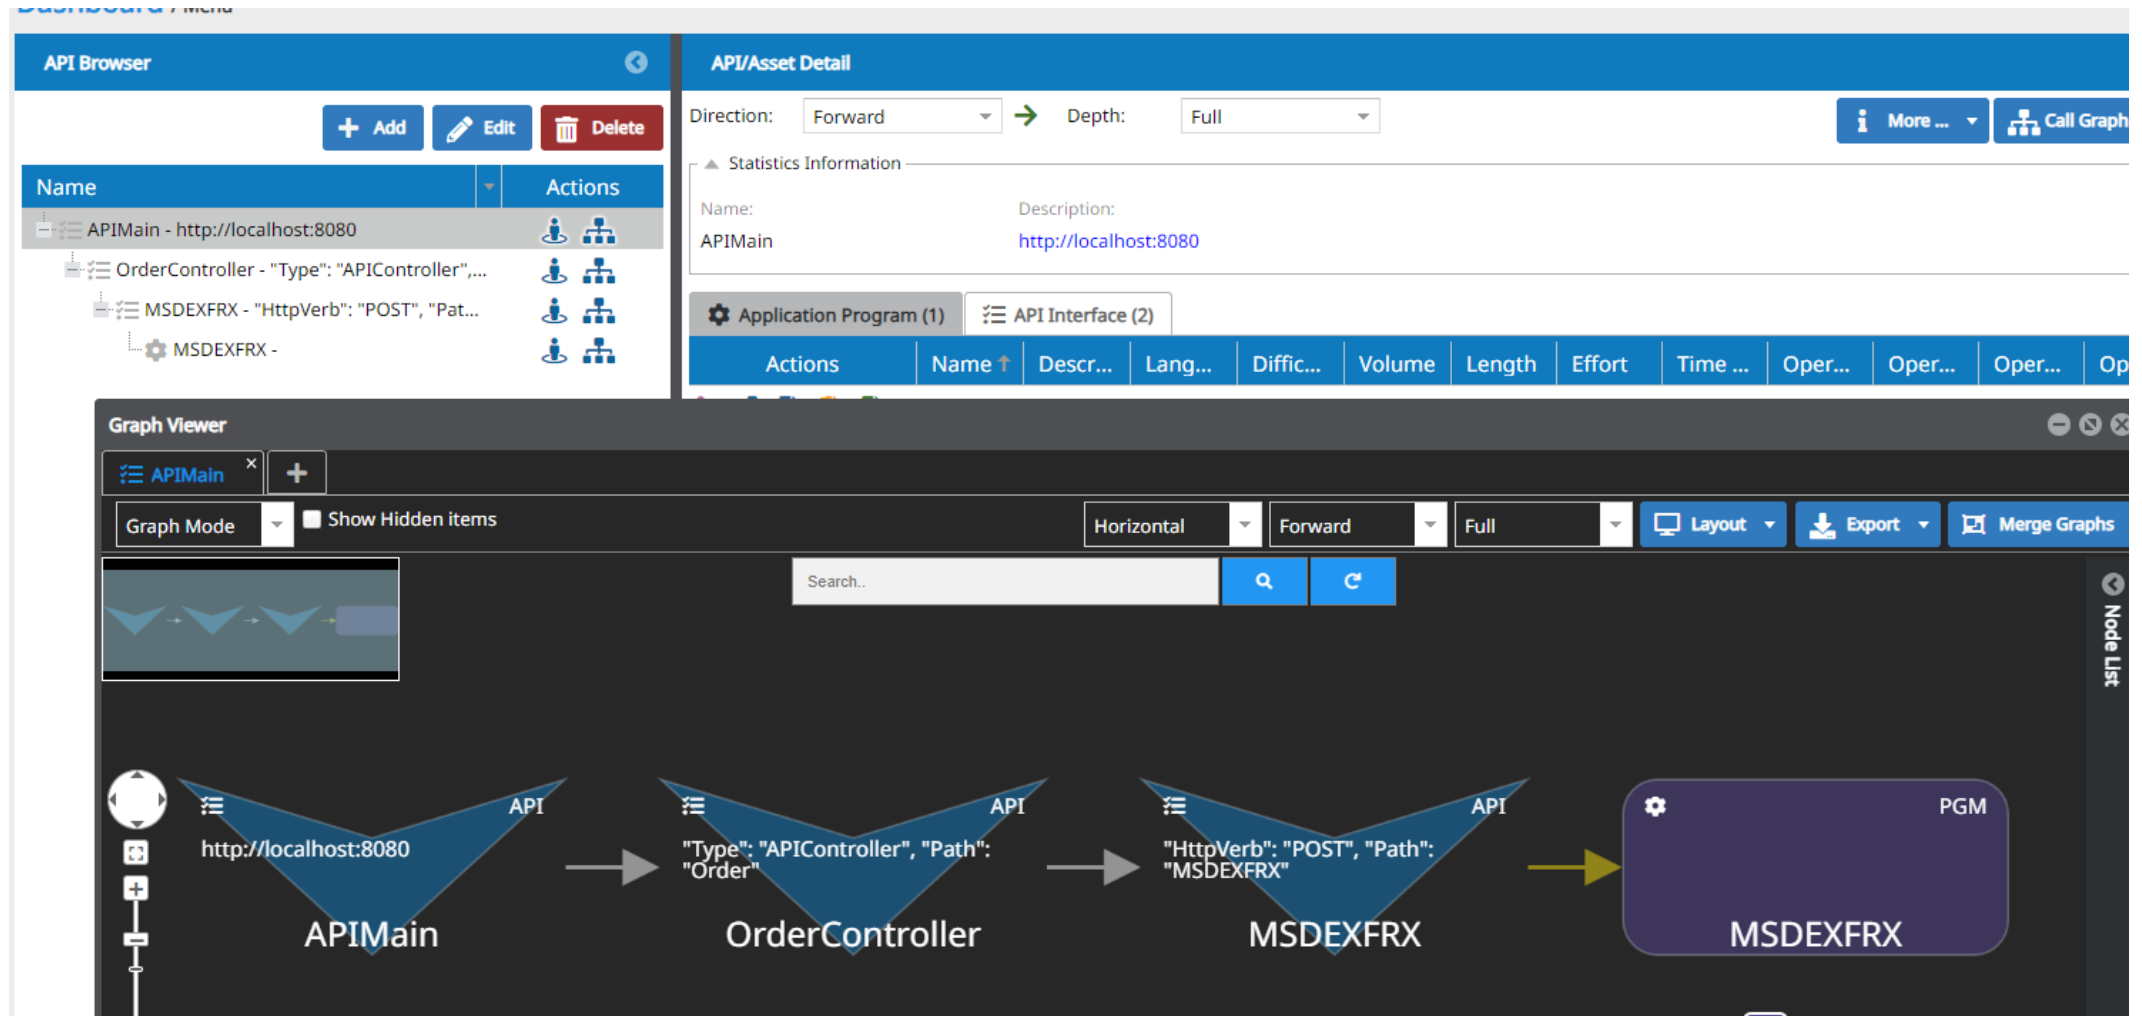 Dashboard / Menu
API Browser
Add
Edit
Delete
Name
Actions
APIMain - http://localhost:8080
OrderController - "Type": "APIController",...
MSDEXFRX - "HttpVerb": "POST", "Pat...
MSDEXFRX -
API/Asset Detail
Direction:
Forward
Depth:
Full
More ...
Call Graph
Statistics Information
Name:
Description:
APIMain
http://localhost:8080
Application Program (1)
API Interface (2)
Actions
Name
Descr...
Lang...
Diffic...
Volume
Length
Effort
Time ...
Oper...
Oper...
Oper...
Op
Graph Viewer
APIMain
Graph Mode
Show Hidden items
Horizontal
Forward
Full
Layout
Export
Merge Graphs
Search..
Node List
API
http://localhost:8080
APIMain
API
"Type": "APIController", "Path":
"Order"
OrderController
API
"HttpVerb": "POST", "Path":
"MSDEXFRX"
MSDEXFRX
PGM
MSDEXFRX